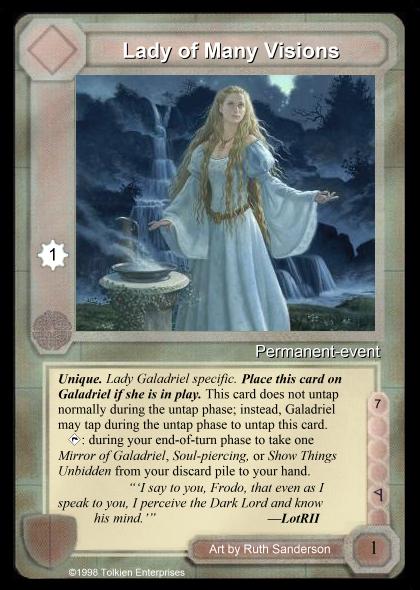 Lady of Many Visions
1
Permanent-event
Unique. Lady Galadriel specific. Place this card on
Galadriel if she is in play. This card does not untap
normally during the untap phase; instead, Galadriel
may tap during the untap phase to untap this card.
: during your end-of-turn phase to take one
Mirror of Galadriel, Soul-piercing, or Show Things
Unbidden from your discard pile to your hand.
“‘I say to you, Frodo, that even as I
speak to you, I perceive the Dark Lord and know
his mind.’” —LotRII
7
Art by Ruth Sanderson
1
©1998 Tolkien Enterprises